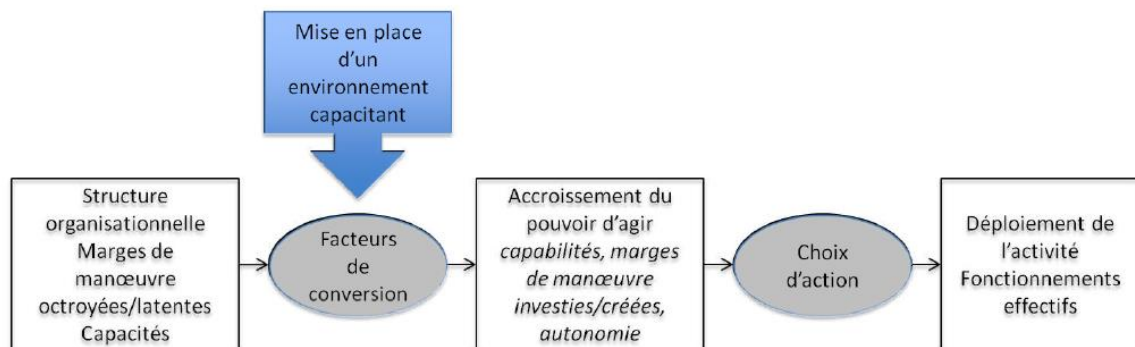 Mise en place
d'un
environnement
capacitant
Structure
organisationnelle
Marges de
manœuvre
octroyées/latentes
Capacités
Facteurs
de
conversion
Accroissement du
pouvoir d'agir
capabilités, marges
de manœuvre
investies/créées,
autonomie
Choix
d'action
Déploiement de
l'activité
Fonctionnements
effectifs